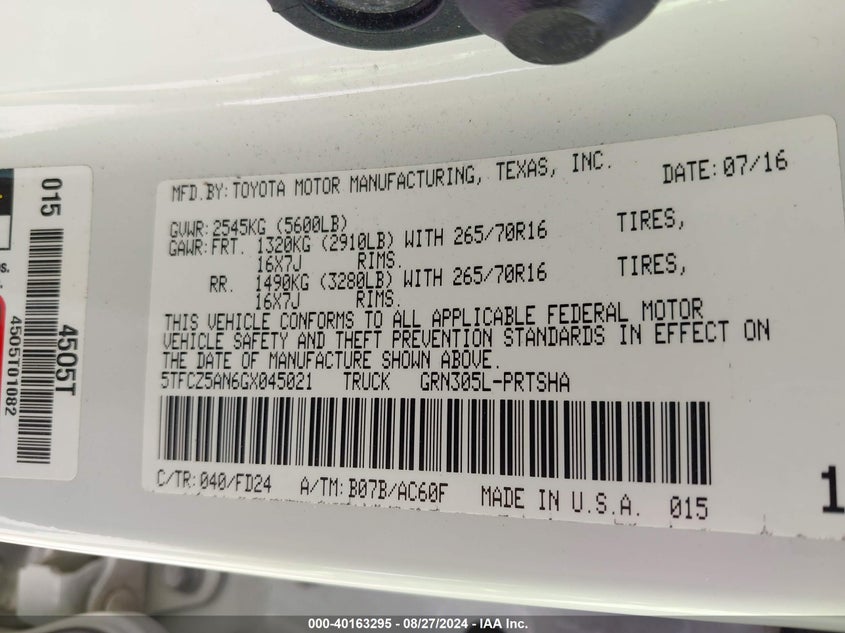 MFD.BY: TOYOTA MOTOR MANUFACTURING, TEXAS, INC. DATE: 07/16
GVWR: 2545KG (5600LB)
GAWR: FRT. 1320KG (2910LB) WITH 265/70R16 TIRES,
16X7J RIMS.
RR. 1490KG (3280LB) WITH 265/70R16 TIRES,
16X7J RIMS.
THIS VEHICLE CONFORMS TO ALL APPLICABLE FEDERAL MOTOR
VEHICLE SAFETY AND THEFT PREVENTION STANDARDS IN EFFECT ON
THE DATE OF MANUFACTURE SHOWN ABOVE.
5TFCZ5AN6GX045021 TRUCK GRN305L-PRTSHA
C/TR: 040/FD24 A/TM: B07B/AC60F MADE IN U.S.A. 015
1
015
4505T
4505T01082
000-40163295 - 08/27/2024 - IAA Inc.